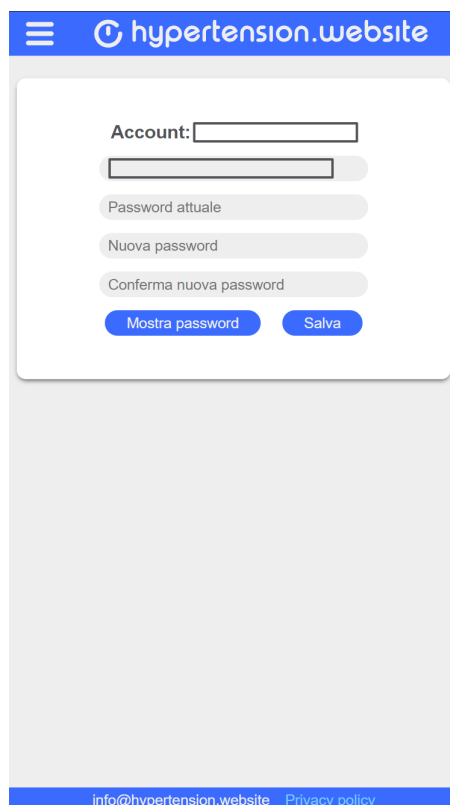 hypertension.website
Account:
Password attuale
Nuova password
Conferma nuova password
Mostra password Salva
info@hypertension.website Privacy policy